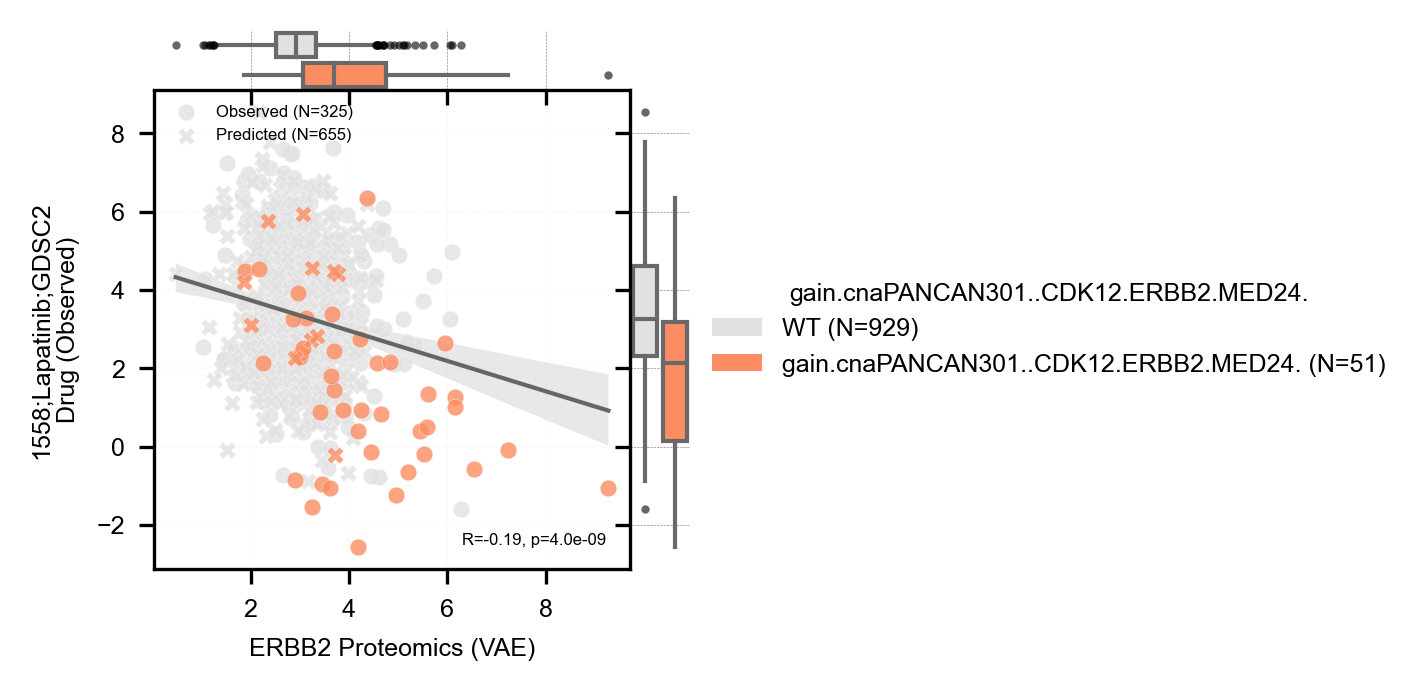 Observed (N=325)
Predicted (N=655)
8
6
4
2
0
−2
1558;Lapatinib;GDSC2
Drug (Observed)
R=-0.19, p=4.0e-09
2 4 6 8
ERBB2 Proteomics (VAE)
gain.cnaPANCAN301..CDK12.ERBB2.MED24.
WT (N=929)
gain.cnaPANCAN301..CDK12.ERBB2.MED24. (N=51)